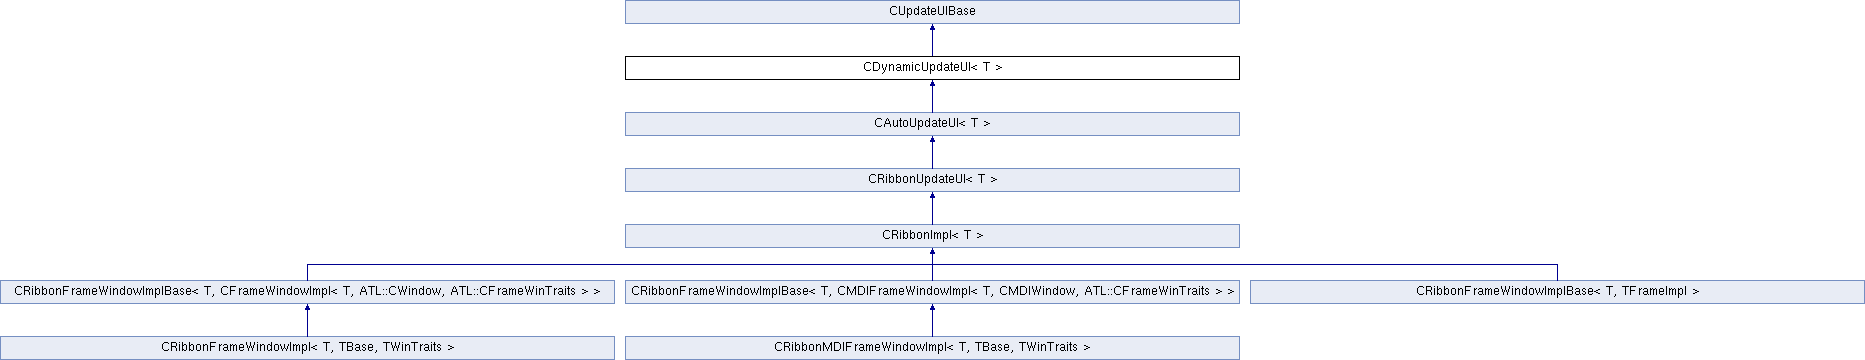 CUpdateUIBase
CDynamicUpdateUI< T >
CAutoUpdateUI< T >
CRibbonUpdateUI< T >
CRibbonImpl< T >
CRibbonFrameWindowImplBase< T, CFrameWindowImpl< T, ATL::CWindow, ATL::CFrameWinTraits > >
CRibbonFrameWindowImplBase< T, CMDIFrameWindowImpl< T, CMDIWindow, ATL::CFrameWinTraits > >
CRibbonFrameWindowImplBase< T, TFrameImpl >
CRibbonFrameWindowImpl< T, TBase, TWinTraits >
CRibbonMDIFrameWindowImpl< T, TBase, TWinTraits >